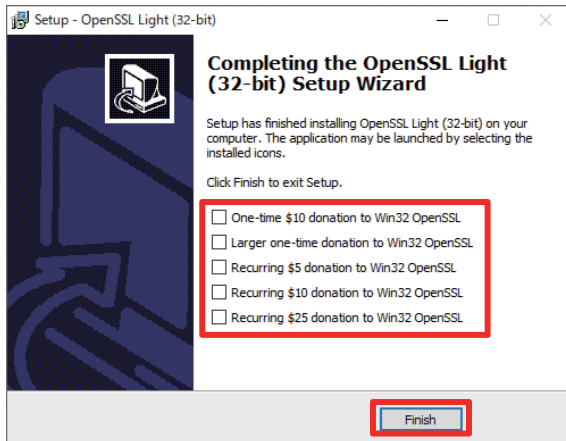 Setup - OpenSSL Light (32-bit)
Completing the OpenSSL Light
(32-bit) Setup Wizard
Setup has finished installing OpenSSL Light (32-bit) on your
computer. The application may be launched by selecting the
installed icons.
Click Finish to exit Setup.
One-time $10 donation to Win32 OpenSSL
Larger one-time donation to Win32 OpenSSL
Recurring $5 donation to Win32 OpenSSL
Recurring $10 donation to Win32 OpenSSL
Recurring $25 donation to Win32 OpenSSL
Finish